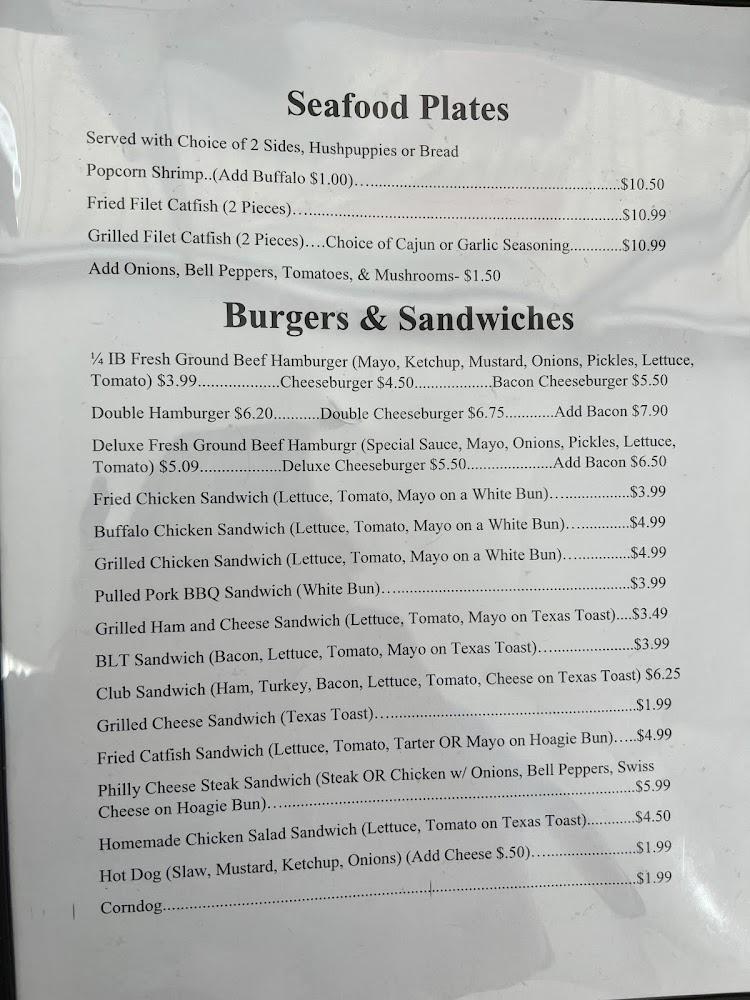 Seafood Plates
Served with Choice of 2 Sides, Hushpuppies or Bread
Popcorn Shrimp..(Add Buffalo $1.00)....................................................................$10.50
Fried Filet Catfish (2 Pieces)...................................................................................$10.99
Grilled Filet Catfish (2 Pieces)....Choice of Cajun or Garlic Seasoning.............$10.99
Add Onions, Bell Peppers, Tomatoes, & Mushrooms- $1.50
Burgers & Sandwiches
¼ IB Fresh Ground Beef Hamburger (Mayo, Ketchup, Mustard, Onions, Pickles, Lettuce,
Tomato) $3.99....................Cheeseburger $4.50...................Bacon Cheeseburger $5.50
Double Hamburger $6.20...........Double Cheeseburger $6.75............Add Bacon $7.90
Deluxe Fresh Ground Beef Hamburgr (Special Sauce, Mayo, Onions, Pickles, Lettuce,
Tomato) $5.09....................Deluxe Cheeseburger $5.50.....................Add Bacon $6.50
Fried Chicken Sandwich (Lettuce, Tomato, Mayo on a White Bun)...................$3.99
Buffalo Chicken Sandwich (Lettuce, Tomato, Mayo on a White Bun)...............$4.99
Grilled Chicken Sandwich (Lettuce, Tomato, Mayo on a White Bun)................$4.99
Pulled Pork BBQ Sandwich (White Bun).............................................................$3.99
Grilled Ham and Cheese Sandwich (Lettuce, Tomato, Mayo on Texas Toast)....$3.49
BLT Sandwich (Bacon, Lettuce, Tomato, Mayo on Texas Toast).......................$3.99
Club Sandwich (Ham, Turkey, Bacon, Lettuce, Tomato, Cheese on Texas Toast) $6.25
Grilled Cheese Sandwich (Texas Toast)................................................................$1.99
Fried Catfish Sandwich (Lettuce, Tomato, Tarter OR Mayo on Hoagie Bun).....$4.99
Philly Cheese Steak Sandwich (Steak OR Chicken w/ Onions, Bell Peppers, Swiss
Cheese on Hoagie Bun)........................................................................................$5.99
Homemade Chicken Salad Sandwich (Lettuce, Tomato on Texas Toast)............$4.50
Hot Dog (Slaw, Mustard, Ketchup, Onions) (Add Cheese $.50).........................$1.99
Corndog...................................................................................................................$1.99